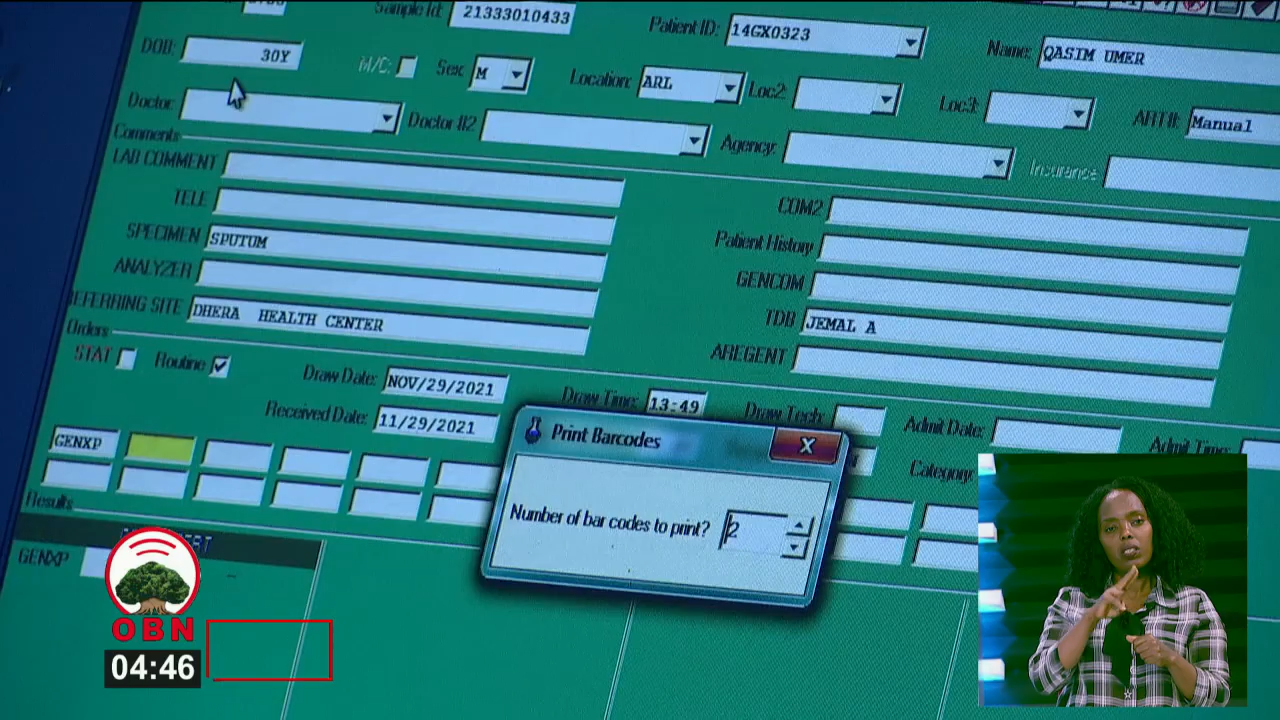 Sample Id: 21333010433 Patient ID: 14GX0323 Name: QASIM UMER
DOB: 30Y M/C: Sex: M Location: ARL Loc2: Loc3: ART#: Manual
Doctor: Doctor #2 Agency: Insurance
Comments
LAB COMMENT COM2
TELE Patient History
SPECIMEN SPUTUM GENCOM
ANALYZER TDB JEMAL A
EFERRING SITE DHERA HEALTH CENTER AREGENT
Orders
STAT Routine Draw Date: NOV/29/2021 Draw Time: 13:49 Draw Tech: Admit Date: Admit Time:
Received Date: 11/29/2021 Category:
GENXP
Print Barcodes X
Number of bar codes to print? 2
Results
GENXP
OBN
04:46